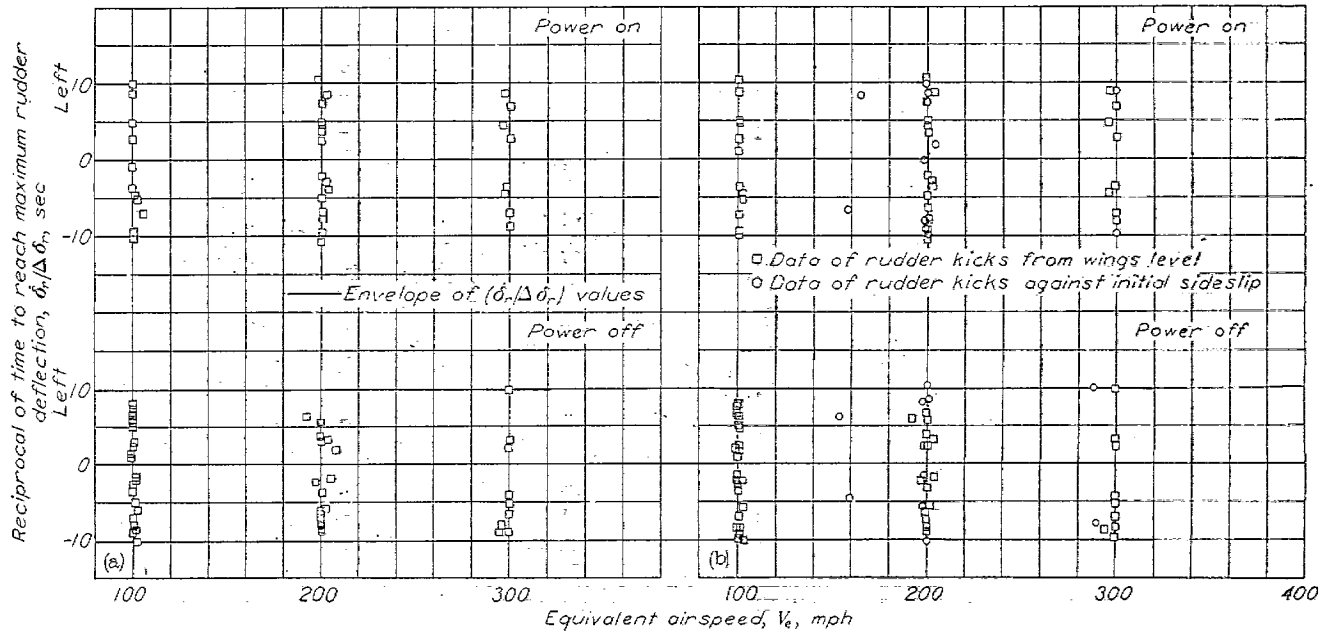 Reciprocal of time to reach maximum rudder
deflection, δ̇r/Δδr, sec
Left
Left
Power on
10
0
-10
Envelope of (δ̇r/Δδr) values
Power off
10
0
-10
(a)
100
200
300
Power on
□ Data of rudder kicks from wings level
○ Data of rudder kicks against initial sideslip
Power off
(b)
100
200
300
400
Equivalent airspeed, Ve, mph